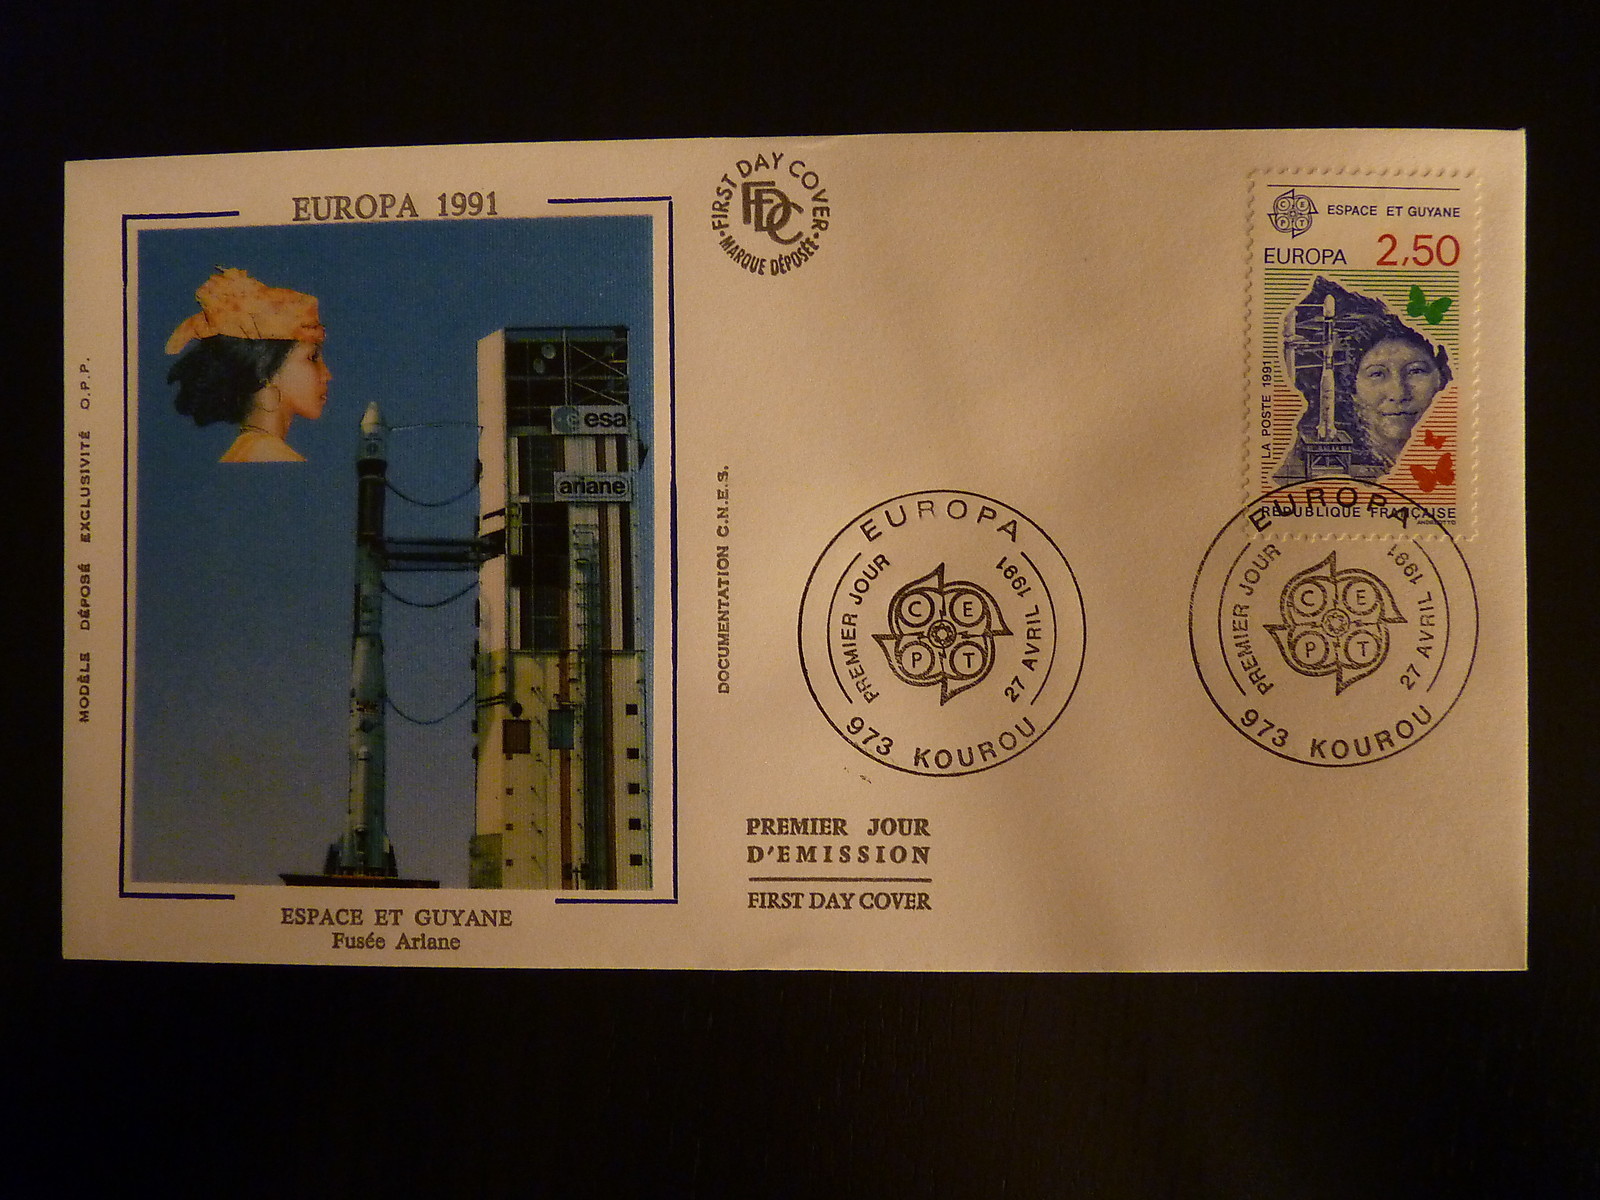 EUROPA 1991
esa
ariane
ESPACE ET GUYANE
Fusée Ariane
MODÈLE DÉPOSÉ EXCLUSIVITÉ O.P.P.
DOCUMENTATION C.N.E.S.
FIRST DAY COVER
FDC
MARQUE DÉPOSÉE
EUROPA
PREMIER JOUR
27 AVRIL 1991
C E
P T
973 KOUROU
PREMIER JOUR
D'EMISSION
FIRST DAY COVER
C E
P T
ESPACE ET GUYANE
EUROPA 2,50
LA POSTE 1991
RÉPUBLIQUE FRANÇAISE
ANDREOTTO
EUROPA
PREMIER JOUR
27 AVRIL 1991
C E
P T
973 KOUROU